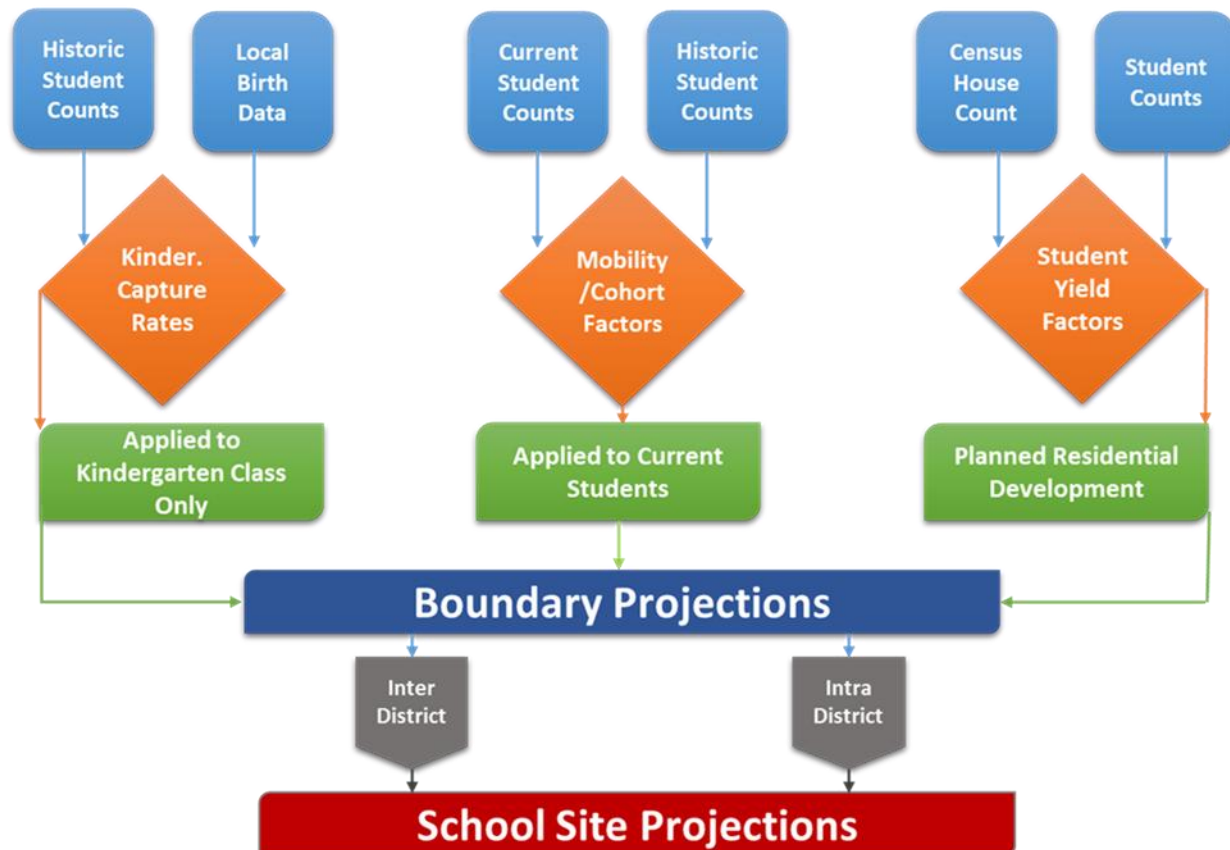 Historic
Student
Counts
Local
Birth
Data
Current
Student
Counts
Historic
Student
Counts
Census
House
Count
Student
Counts
Kinder.
Capture
Rates
Mobility
/Cohort
Factors
Student
Yield
Factors
Applied to
Kindergarten Class
Only
Applied to Current
Students
Planned Residential
Development
Boundary Projections
Inter
District
Intra
District
School Site Projections